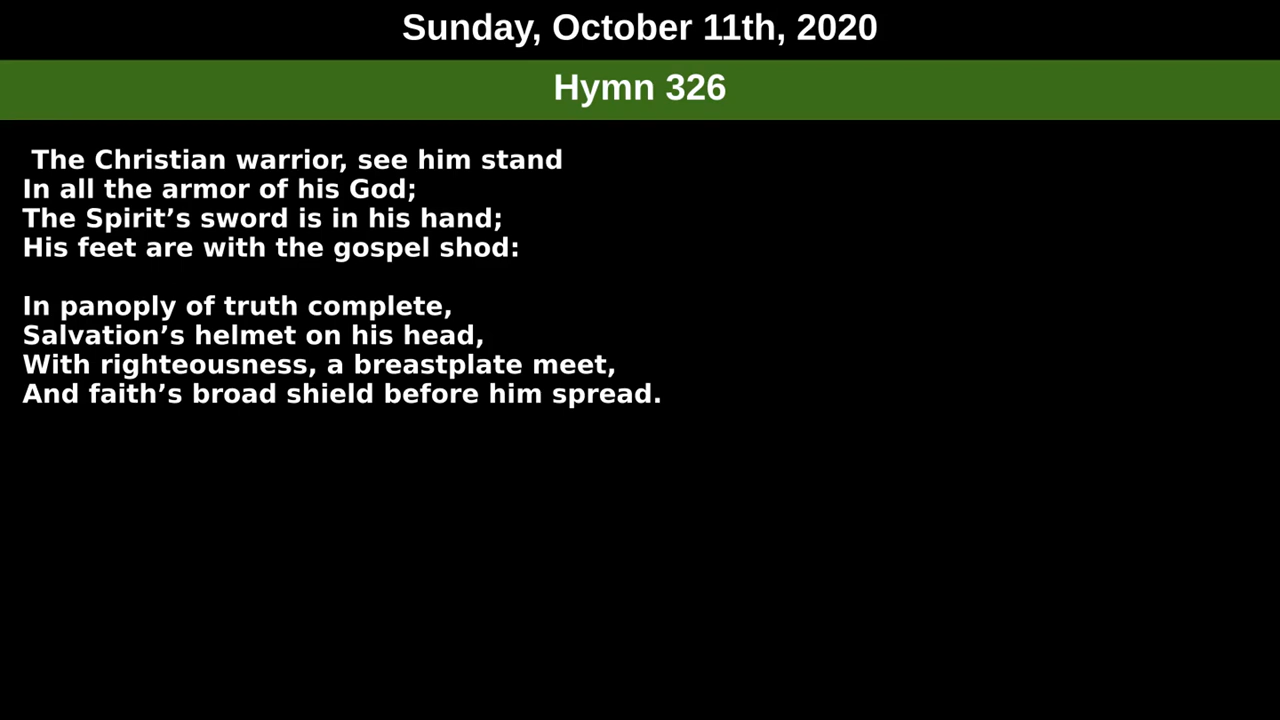 Sunday, October 11th, 2020
Hymn 326
The Christian warrior, see him stand
In all the armor of his God;
The Spirit’s sword is in his hand;
His feet are with the gospel shod:
In panoply of truth complete,
Salvation’s helmet on his head,
With righteousness, a breastplate meet,
And faith’s broad shield before him spread.